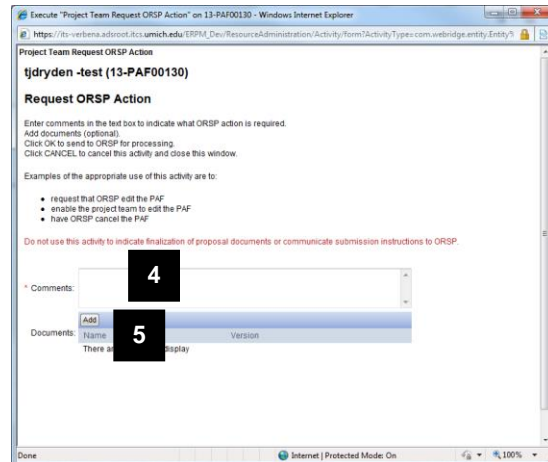 Execute "Project Team Request ORSP Action" on 13-PAF00130 - Windows Internet Explorer
https://its-verbena.adsroot.itcs.umich.edu/ERPM_Dev/ResourceAdministration/Activity/form?ActivityType=com.webridge.entity.Entity%
Project Team Request ORSP Action
tjdryden -test (13-PAF00130)
Request ORSP Action
Enter comments in the text box to indicate what ORSP action is required.
Add documents (optional).
Click OK to send to ORSP for processing.
Click CANCEL to cancel this activity and close this window.
Examples of the appropriate use of this activity are to:
• request that ORSP edit the PAF
• enable the project team to edit the PAF
• have ORSP cancel the PAF
Do not use this activity to indicate finalization of proposal documents or communicate submission instructions to ORSP.
4
* Comments:
Add
5
Documents:
Name Version
There display
Done Internet | Protected Mode: On 100%